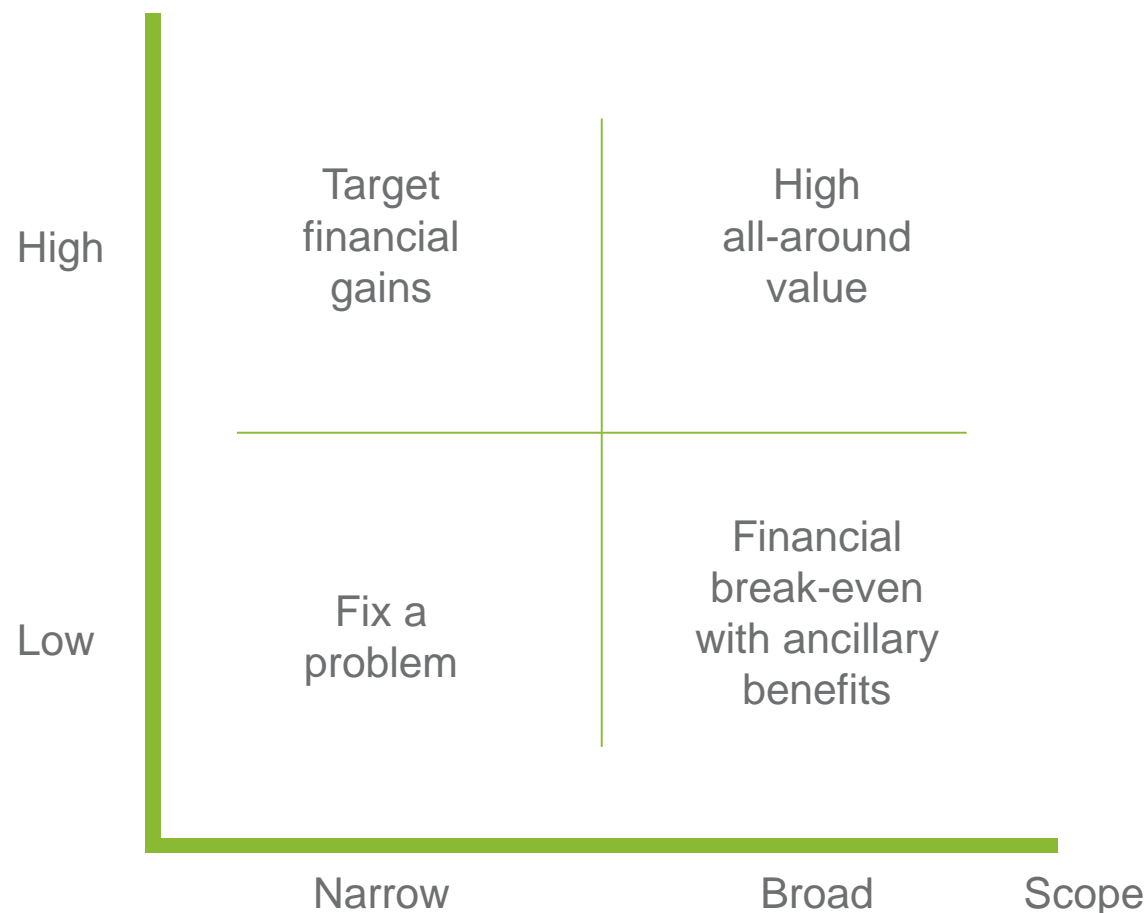 Target
financial
gains
High
all-around
value
High
Fix a
problem
Financial
break-even
with ancillary
benefits
Low
Narrow
Broad
Scope